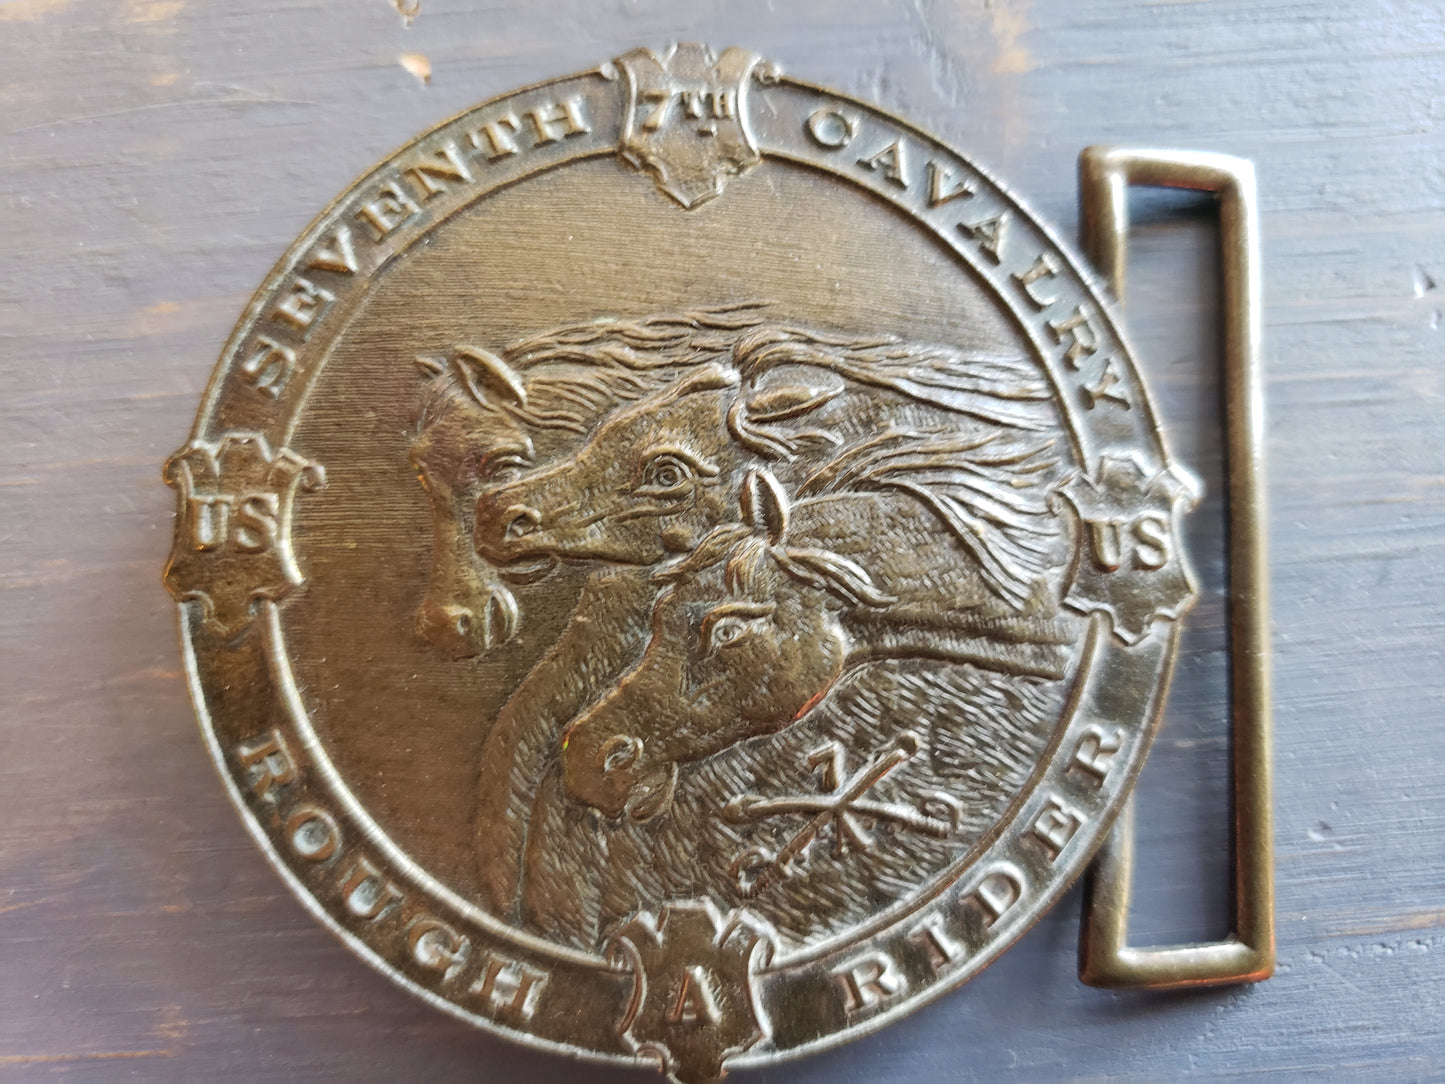 SEVENTH 7TH CAVALRY
US
US
7
A
ROUGH A RIDER